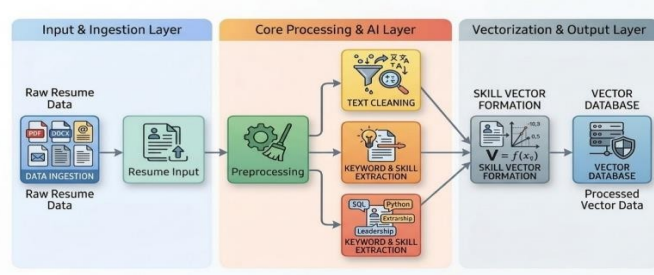 Input & Ingestion Layer
Core Processing & AI Layer
Vectorization & Output Layer
Raw Resume
Data
PDF
DOCX
@
DATA INGESTION
Raw Resume
Data
Resume Input
Preprocessing
TEXT CLEANING
KEYWORD & SKILL
EXTRACTION
SQL
Python
Extrarship
Leadership
KEYWORD & SKILL
EXTRACTION
SKILL VECTOR
FORMATION
SKILL VECTOR
FORMATION
VECTOR
DATABASE
VECTOR
DATABASE
Processed
Vector Data